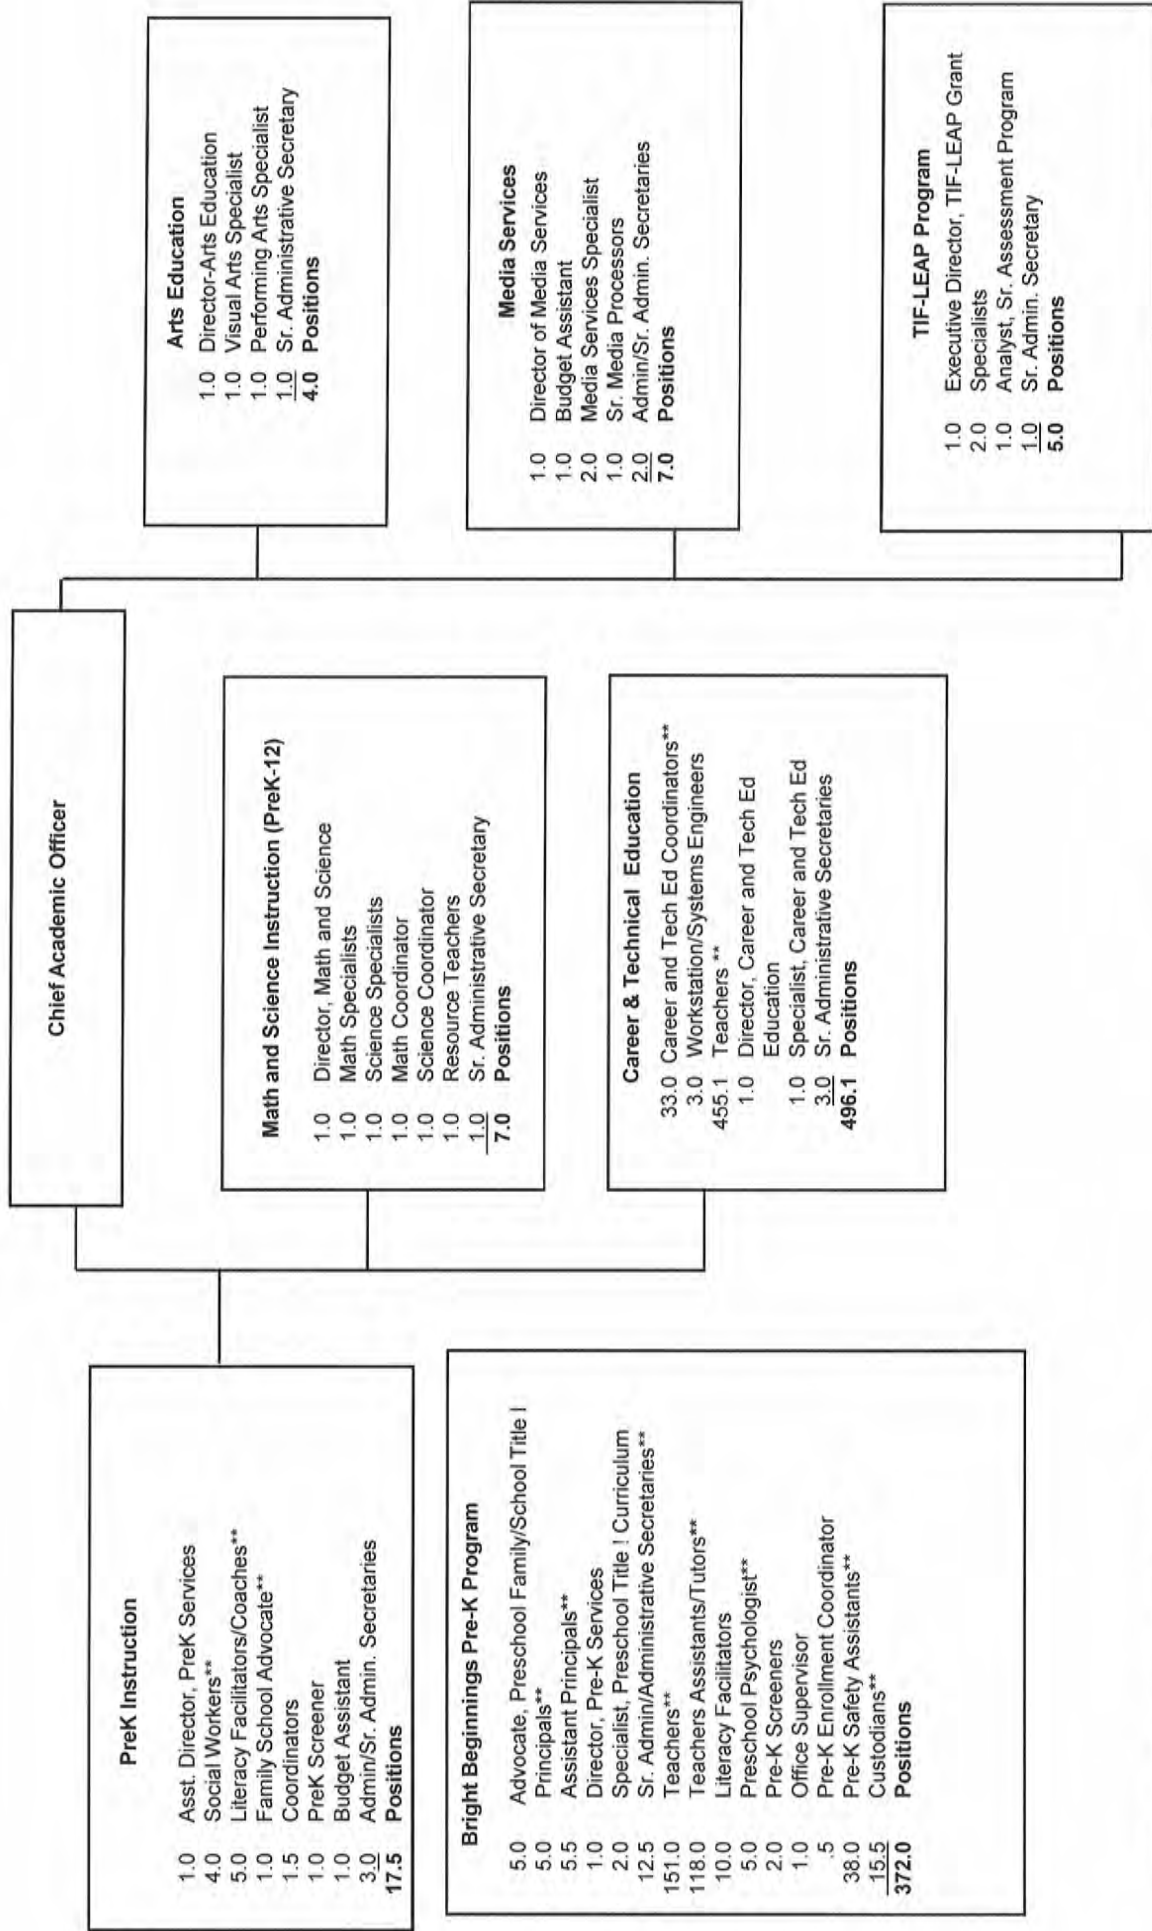 Chief Academic Officer
PreK Instruction
1.0 Asst. Director, PreK Services
4.0 Social Workers**
5.0 Literacy Facilitators/Coaches**
1.0 Family School Advocate**
1.5 Coordinators
1.0 PreK Screener
1.0 Budget Assistant
3.0 Admin/Sr. Admin. Secretaries
17.5 Positions
Bright Beginnings Pre-K Program
5.0 Advocate, Preschool Family/School Title I
5.0 Principals**
5.5 Assistant Principals**
1.0 Director, Pre-K Services
2.0 Specialist, Preschool Title ! Curriculum
12.5 Sr. Admin/Administrative Secretaries**
151.0 Teachers**
118.0 Teachers Assistants/Tutors**
10.0 Literacy Facilitators
5.0 Preschool Psychologist**
2.0 Pre-K Screeners
1.0 Office Supervisor
.5 Pre-K Enrollment Coordinator
38.0 Pre-K Safety Assistants**
15.5 Custodians**
372.0 Positions
Math and Science Instruction (PreK-12)
1.0 Director, Math and Science
1.0 Math Specialists
1.0 Science Specialists
1.0 Math Coordinator
1.0 Science Coordinator
1.0 Resource Teachers
1.0 Sr. Administrative Secretary
7.0 Positions
Career & Technical Education
33.0 Career and Tech Ed Coordinators**
3.0 Workstation/Systems Engineers
455.1 Teachers **
1.0 Director, Career and Tech Ed
Education
1.0 Specialist, Career and Tech Ed
3.0 Sr. Administrative Secretaries
496.1 Positions
Arts Education
1.0 Director-Arts Education
1.0 Visual Arts Specialist
1.0 Performing Arts Specialist
1.0 Sr. Administrative Secretary
4.0 Positions
Media Services
1.0 Director of Media Services
1.0 Budget Assistant
2.0 Media Services Specialist
1.0 Sr. Media Processors
2.0 Admin/Sr. Admin. Secretaries
7.0 Positions
TIF-LEAP Program
1.0 Executive Director, TIF-LEAP Grant
2.0 Specialists
1.0 Analyst, Sr. Assessment Program
1.0 Sr. Admin. Secretary
5.0 Positions